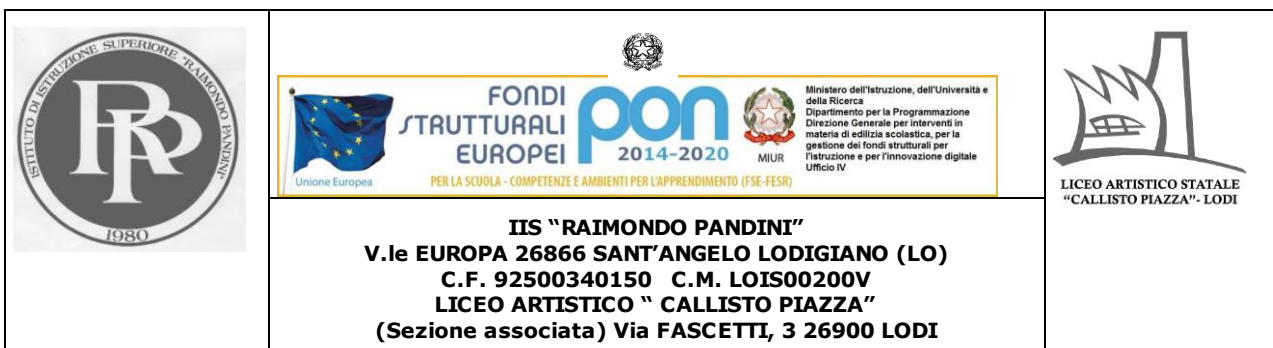 ISTITUTO DI ISTRUZIONE SUPERIORE "RAIMONDO PANDINI"
RP
1980
FONDI
STRUTTURALI
EUROPEI
pon
2014-2020
Unione Europea
MIUR
Ministero dell'Istruzione, dell'Università e
della Ricerca
Dipartimento per la Programmazione
Direzione Generale per interventi in
materia di edilizia scolastica, per la
gestione dei fondi strutturali per
l'istruzione e per l'innovazione digitale
Ufficio IV
PER LA SCUOLA - COMPETENZE E AMBIENTI PER L'APPRENDIMENTO (FSE-FESR)
IIS "RAIMONDO PANDINI"
V.le EUROPA 26866 SANT'ANGELO LODIGIANO (LO)
C.F. 92500340150 C.M. LOIS00200V
LICEO ARTISTICO " CALLISTO PIAZZA"
(Sezione associata) Via FASCETTI, 3 26900 LODI
LICEO ARTISTICO STATALE
"CALLISTO PIAZZA"- LODI